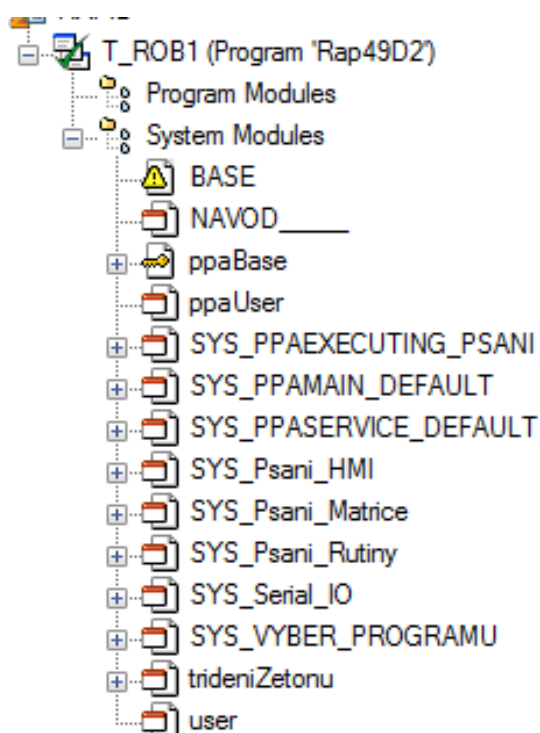 T_ROB1 (Program 'Rap49D2')
Program Modules
System Modules
BASE
NAVOD_____
ppaBase
ppaUser
SYS_PPAEXECUTING_PSANI
SYS_PPAMAIN_DEFAULT
SYS_PPASERVICE_DEFAULT
SYS_Psani_HMI
SYS_Psani_Matrice
SYS_Psani_Rutiny
SYS_Serial_IO
SYS_VYBER_PROGRAMU
trideniZetonu
user